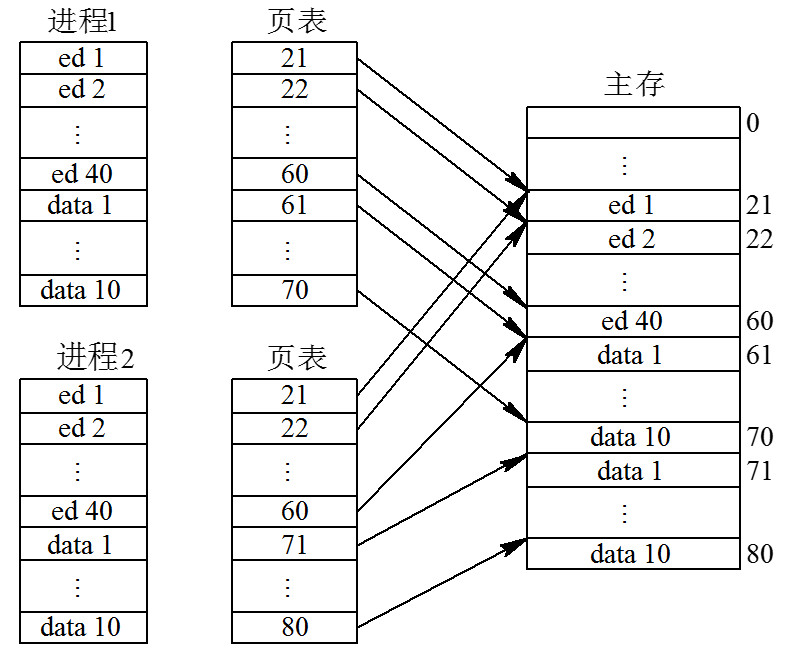 进程1
ed 1
ed 2
⋮
ed 40
data 1
⋮
data 10
页表
21
22
⋮
60
61
⋮
70
进程2
ed 1
ed 2
⋮
ed 40
data 1
⋮
data 10
页表
21
22
⋮
60
71
⋮
80
主存
0
⋮
ed 1 21
ed 2 22
⋮
ed 40 60
data 1 61
⋮
data 10 70
data 1 71
⋮
data 10 80